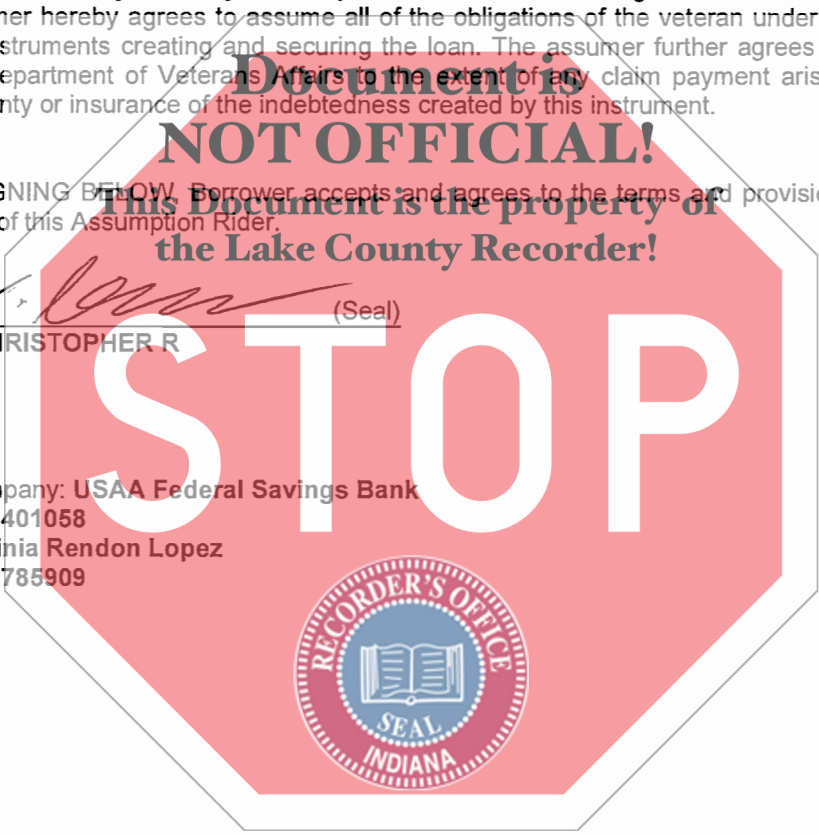 ner hereby agrees to assume all of the obligations of the veteran under
struments creating and securing the loan. The assumer further agrees
epartment of Veterans Affairs to the extent of any claim payment aris
nty or insurance of the indebtedness created by this instrument.
Document is
NOT OFFICIAL!
GNING BELOW, Borrower accepts and agrees to the terms and provisi
This Document is the property of
of this Assumption Rider.
the Lake County Recorder!
(Seal)
RISTOPHER R
STOP
pany: USAA Federal Savings Bank
401058
inia Rendon Lopez
785909
RECORDER'S OFFICE
SEAL
INDIANA